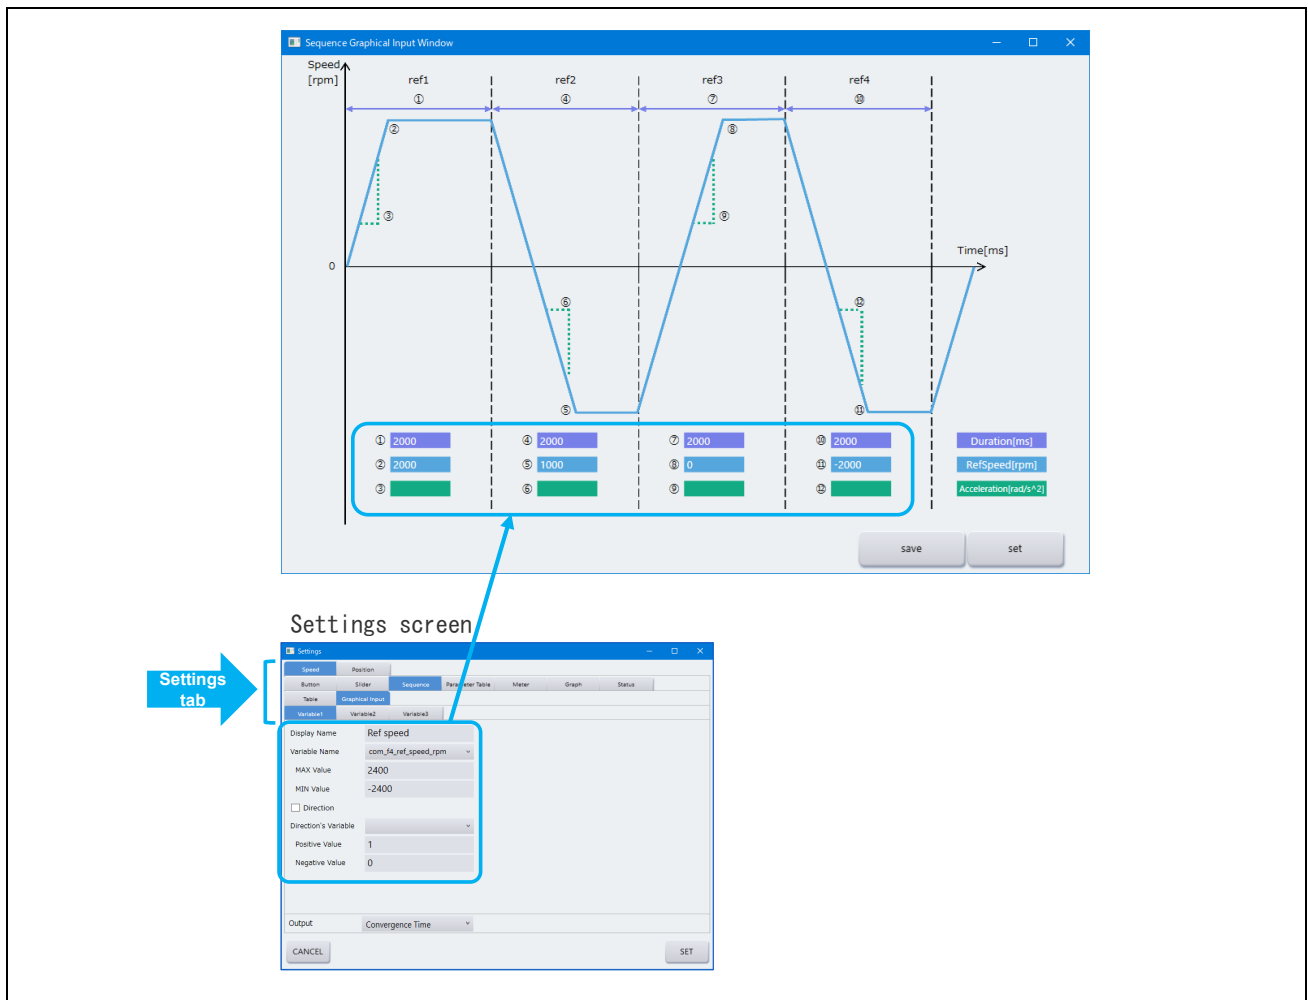 Sequence Graphical Input Window
Speed
[rpm]
ref1 ref2 ref3 ref4
① ④ ⑦ ⑩
② ⑧
③ ⑨
Time[ms]
0
⑥ ⑫
⑤ ⑪
① 2000 ④ 2000 ⑦ 2000 ⑩ 2000 Duration[ms]
② 2000 ⑤ 1000 ⑧ 0 ⑪ -2000 RefSpeed[rpm]
③ ⑥ ⑨ ⑫ Acceleration[rad/s^2]
save set
Settings screen
Settings
Settings
tab
Speed Position
Button Slider Sequence Parameter Table Meter Graph Status
Table Graphical Input
Variable1 Variable2 Variable3
Display Name Ref speed
Variable Name com_f4_ref_speed_rpm
MAX Value 2400
MIN Value -2400
Direction
Direction's Variable
Positive Value 1
Negative Value 0
Output Convergence Time
CANCEL SET